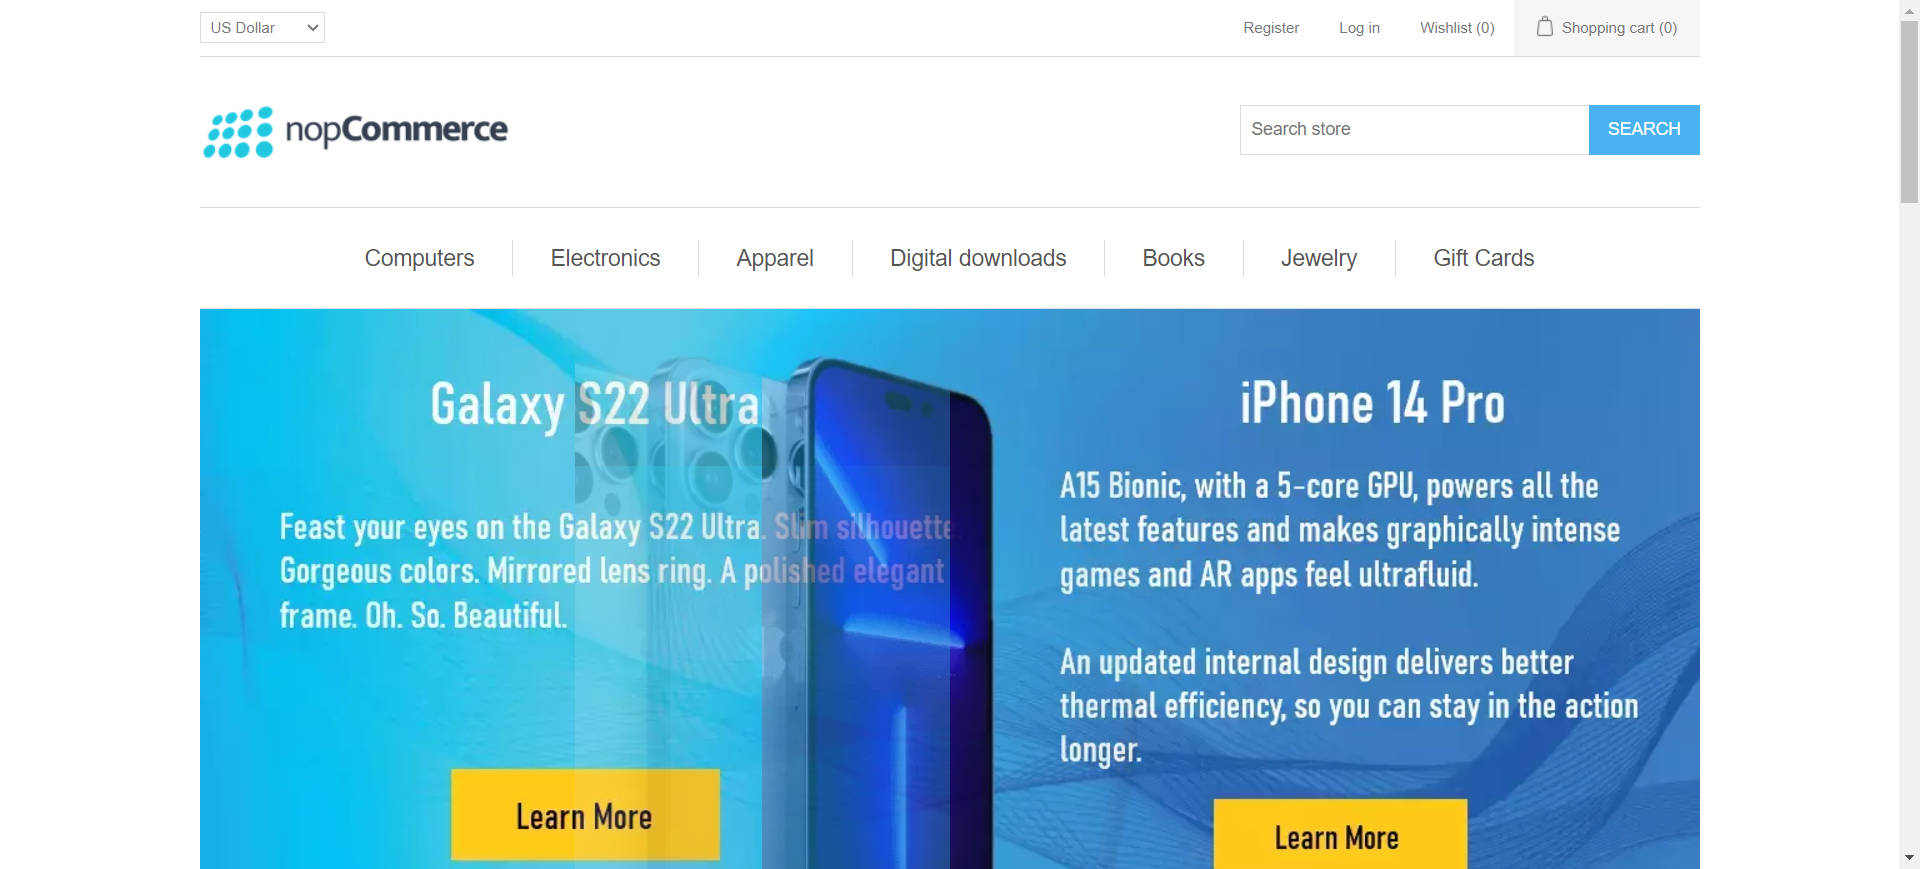 US Dollar
Register
Log in
Wishlist (0)
Shopping cart (0)
nopCommerce
Search store
SEARCH
Computers
Electronics
Apparel
Digital downloads
Books
Jewelry
Gift Cards
Galaxy S22 Ultra
Feast your eyes on the Galaxy S22 Ultra. Slim silhouette.
Gorgeous colors. Mirrored lens ring. A polished elegant
frame. Oh. So. Beautiful.
Learn More
iPhone 14 Pro
A15 Bionic, with a 5-core GPU, powers all the
latest features and makes graphically intense
games and AR apps feel ultrafluid.
An updated internal design delivers better
thermal efficiency, so you can stay in the action
longer.
Learn More